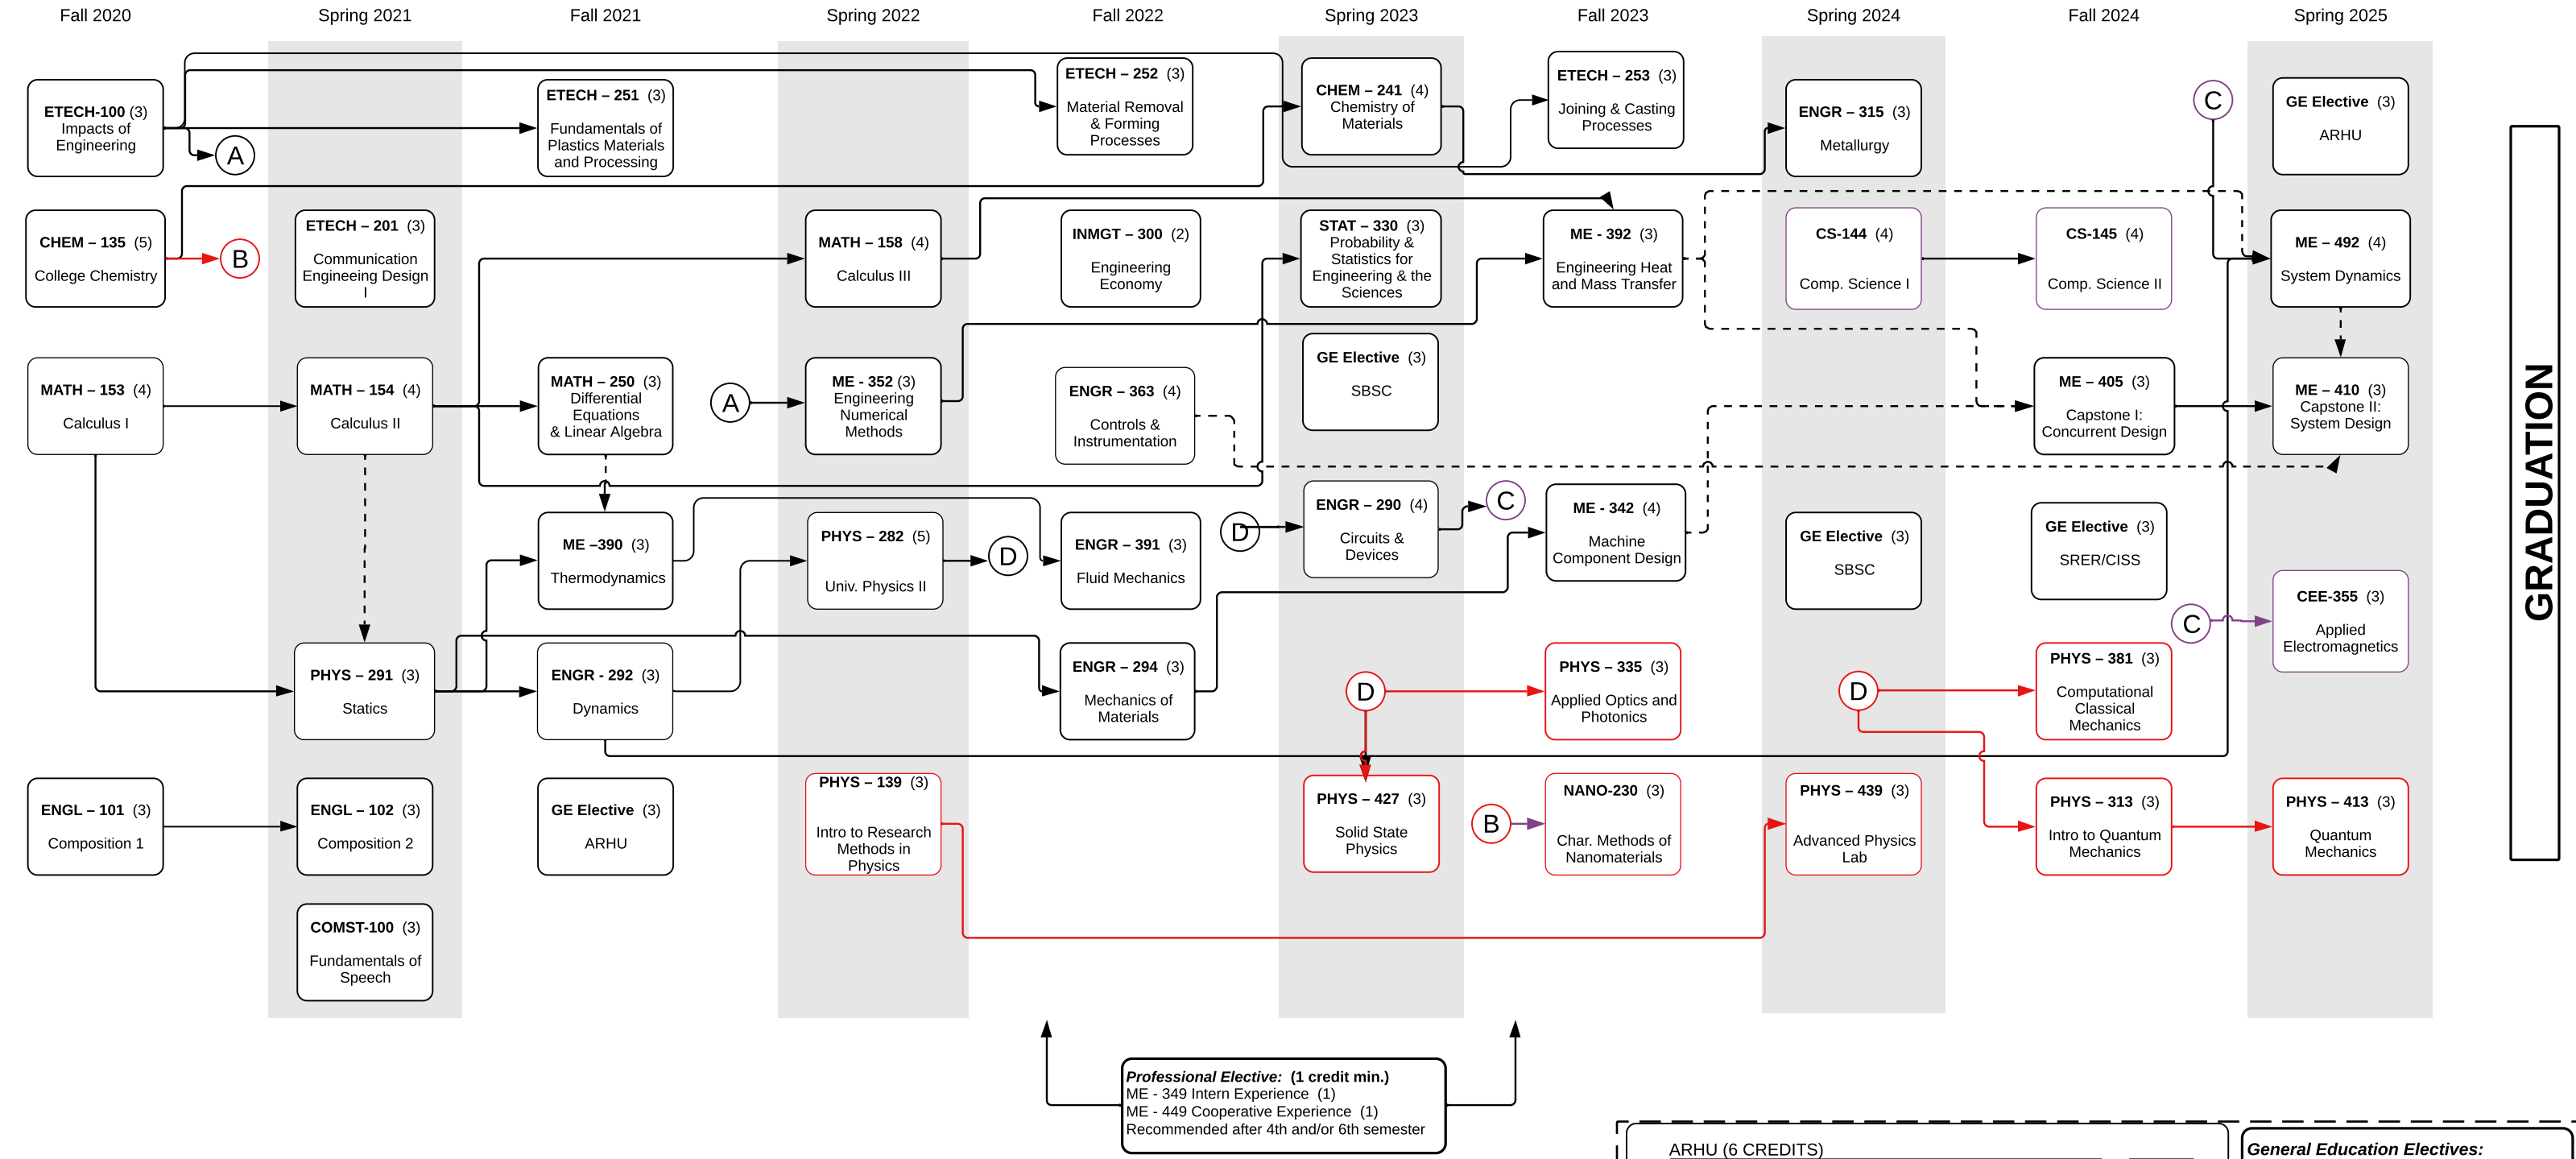 Fall 2020
Spring 2021
Fall 2021
Spring 2022
Fall 2022
Spring 2023
Fall 2023
Spring 2024
Fall 2024
Spring 2025
ETECH-100 (3)
Impacts of
Engineering
A
CHEM – 135 (5)
College Chemistry
B
MATH – 153 (4)
Calculus I
ENGL – 101 (3)
Composition 1
ETECH – 201 (3)
Communication
Engineeing Design
I
MATH – 154 (4)
Calculus II
PHYS – 291 (3)
Statics
ENGL – 102 (3)
Composition 2
COMST-100 (3)
Fundamentals of
Speech
ETECH – 251 (3)
Fundamentals of
Plastics Materials
and Processing
MATH – 250 (3)
Differential
Equations
& Linear Algebra
ME –390 (3)
Thermodynamics
ENGR - 292 (3)
Dynamics
GE Elective (3)
ARHU
A
MATH – 158 (4)
Calculus III
ME - 352 (3)
Engineering
Numerical
Methods
PHYS – 282 (5)
Univ. Physics II
D
PHYS – 139 (3)
Intro to Research
Methods in
Physics
ETECH – 252 (3)
Material Removal
& Forming
Processes
INMGT – 300 (2)
Engineering
Economy
ENGR – 363 (4)
Controls &
Instrumentation
ENGR – 391 (3)
Fluid Mechanics
ENGR – 294 (3)
Mechanics of
Materials
CHEM – 241 (4)
Chemistry of
Materials
STAT – 330 (3)
Probability &
Statistics for
Engineering & the
Sciences
GE Elective (3)
SBSC
D
ENGR – 290 (4)
Circuits &
Devices
C
D
PHYS – 427 (3)
Solid State
Physics
B
ETECH – 253 (3)
Joining & Casting
Processes
ME - 392 (3)
Engineering Heat
and Mass Transfer
ME - 342 (4)
Machine
Component Design
PHYS – 335 (3)
Applied Optics and
Photonics
NANO-230 (3)
Char. Methods of
Nanomaterials
ENGR – 315 (3)
Metallurgy
CS-144 (4)
Comp. Science I
GE Elective (3)
SBSC
D
PHYS – 439 (3)
Advanced Physics
Lab
CS-145 (4)
Comp. Science II
ME – 405 (3)
Capstone I:
Concurrent Design
GE Elective (3)
SRER/CISS
PHYS – 381 (3)
Computational
Classical
Mechanics
PHYS – 313 (3)
Intro to Quantum
Mechanics
C
GE Elective (3)
ARHU
ME – 492 (4)
System Dynamics
ME – 410 (3)
Capstone II:
System Design
C
CEE-355 (3)
Applied
Electromagnetics
PHYS – 413 (3)
Quantum
Mechanics
GRADUATION
Professional Elective: (1 credit min.)
ME - 349 Intern Experience (1)
ME - 449 Cooperative Experience (1)
Recommended after 4th and/or 6th semester
ARHU (6 CREDITS)
General Education Electives: